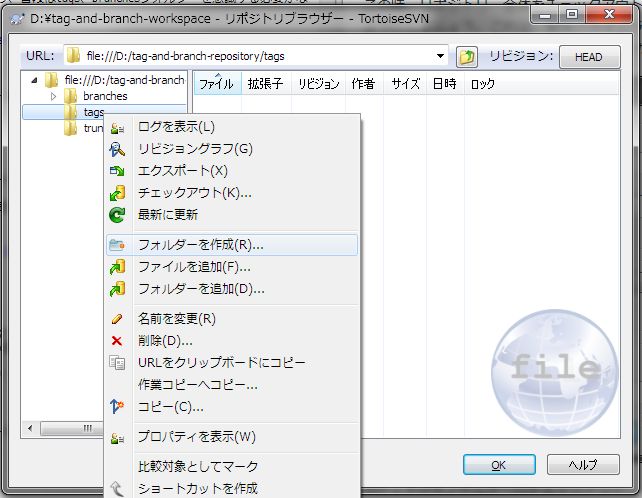 D:¥tag-and-branch-workspace - リポジトリブラウザー - TortoiseSVN
URL: file:///D:/tag-and-branch-repository/tags リビジョン: HEAD
file:///D:/tag-and-branch
branches
tags
trun
ファイル 拡張子 リビジョン 作者 サイズ 日時 ロック
ログを表示(L)
リビジョングラフ(G)
エクスポート(X)
チェックアウト(K)...
最新に更新
フォルダーを作成(R)...
ファイルを追加(F)...
フォルダーを追加(D)...
名前を変更(R)
削除(D)...
URLをクリップボードにコピー
作業コピーへコピー...
コピー(C)...
プロパティを表示(W)
比較対象としてマーク
ショートカットを作成
file
OK ヘルプ